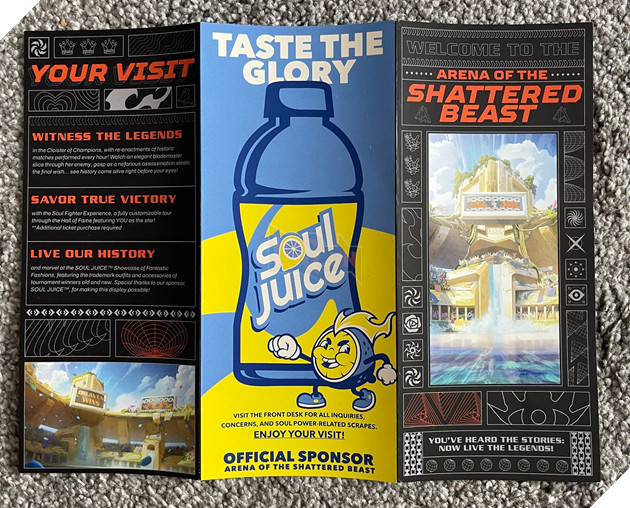 YOUR VISIT
WITNESS THE LEGENDS
in the Cloister of Champions, with re-enactments of historic
matches performed every hour! Watch an elegant blademaster
slice through her enemy, gasp as a nefarious assassination steals
the final wish... see history come alive right before your eyes!
SAVOR TRUE VICTORY
with the Soul Fighter Experience, a fully customizable tour
through the Hall of Fame featuring YOU as the star!
**Additional ticket purchase required
LIVE OUR HISTORY
and marvel at the SOUL JUICE™ Showcase of Fantastic
Fashions, featuring the trademark outfits and accessories of
tournament winners old and new. Special thanks to our sponsor,
SOUL JUICE™, for making this display possible!
DRAVEN
WINS
TASTE THE
GLORY
Soul
Juice
VISIT THE FRONT DESK FOR ALL INQUIRIES,
CONCERNS, AND SOUL POWER-RELATED SCRAPES.
ENJOY YOUR VISIT!
OFFICIAL SPONSOR
ARENA OF THE SHATTERED BEAST
WELCOME TO THE
ARENA OF THE
SHATTERED
BEAST
YOU'VE HEARD THE STORIES:
NOW LIVE THE LEGENDS!